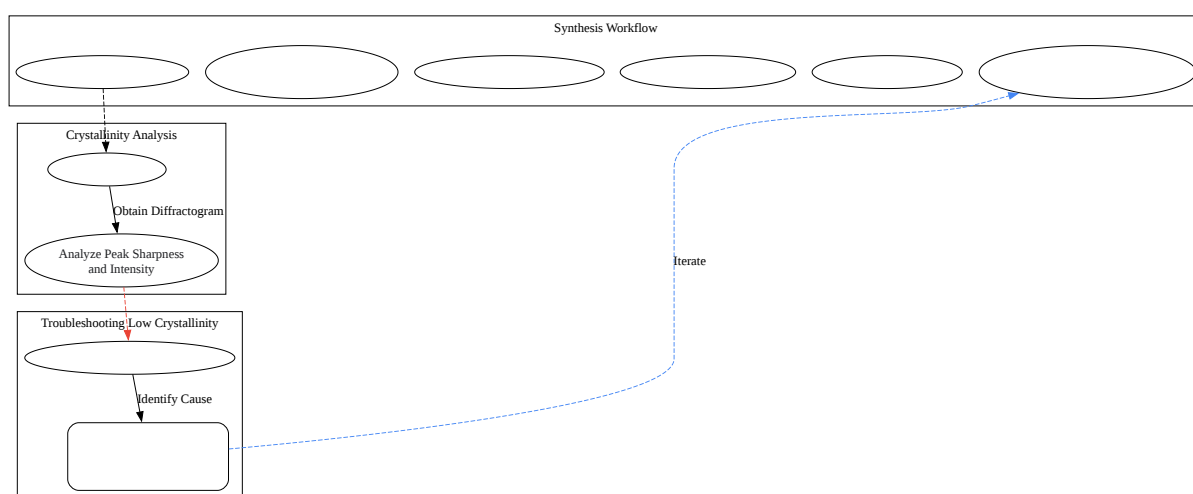 Synthesis Workflow
Crystallinity Analysis
Obtain Diffractogram
Analyze Peak Sharpness
and Intensity
Iterate
Troubleshooting Low Crystallinity
Identify Cause